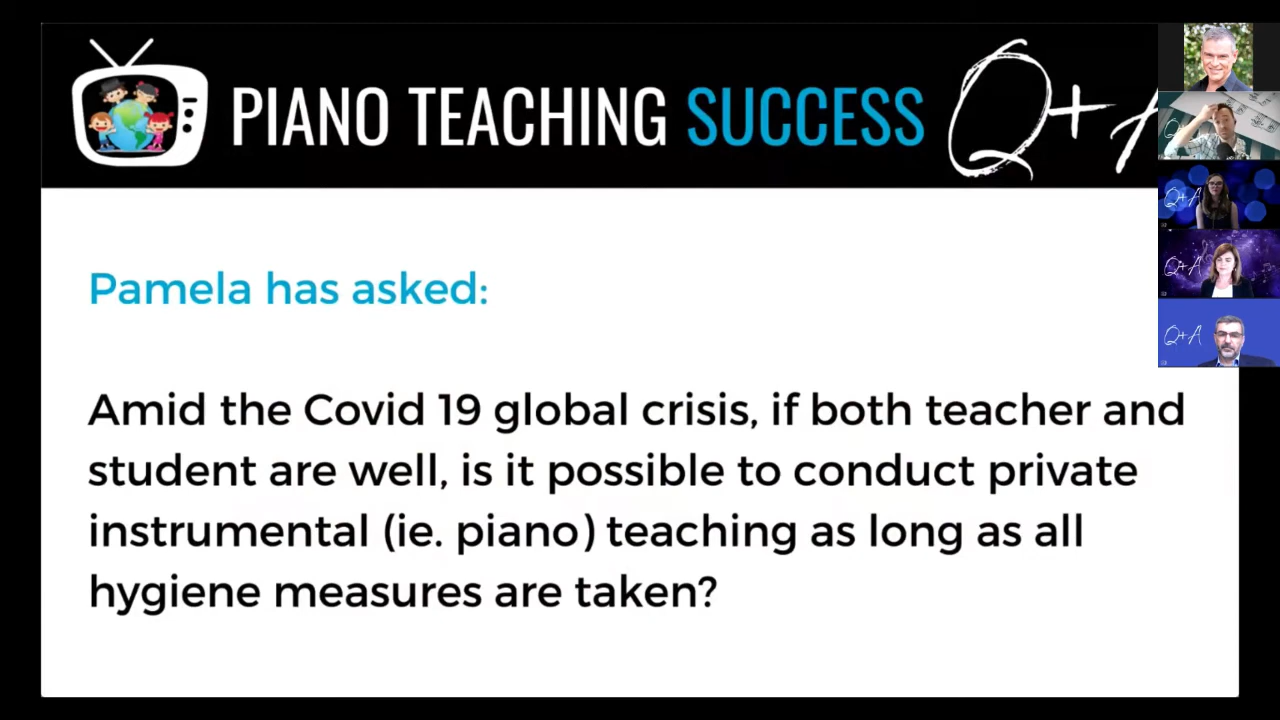 PIANO TEACHING SUCCESS Q+A
Pamela has asked:
Amid the Covid 19 global crisis, if both teacher and
student are well, is it possible to conduct private
instrumental (ie. piano) teaching as long as all
hygiene measures are taken?
Q+A
Q+A
Q+A